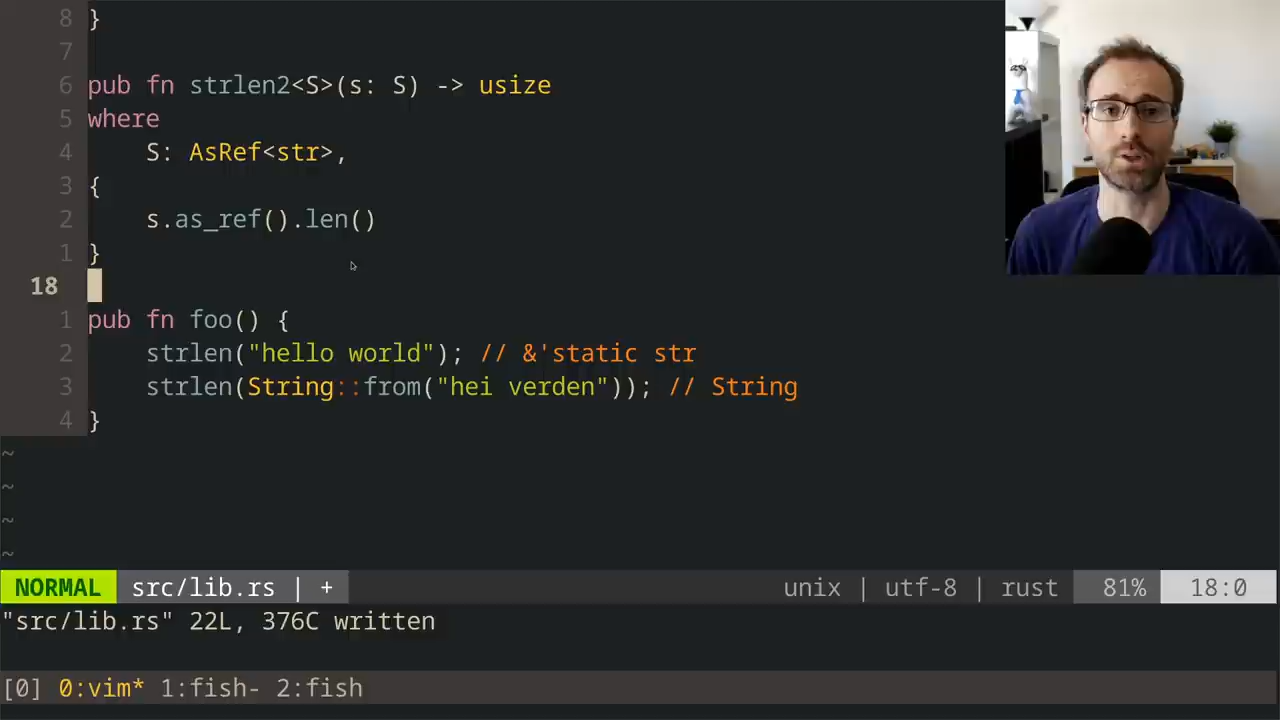 8 }
7
6 pub fn strlen2<S>(s: S) -> usize
5 where
4     S: AsRef<str>,
3 {
2     s.as_ref().len()
1 }
18
1 pub fn foo() {
2     strlen("hello world"); // &'static str
3     strlen(String::from("hei verden")); // String
4 }
~
~
~
~
NORMAL src/lib.rs | + unix | utf-8 | rust 81% 18:0
"src/lib.rs" 22L, 376C written
[0] 0:vim* 1:fish- 2:fish